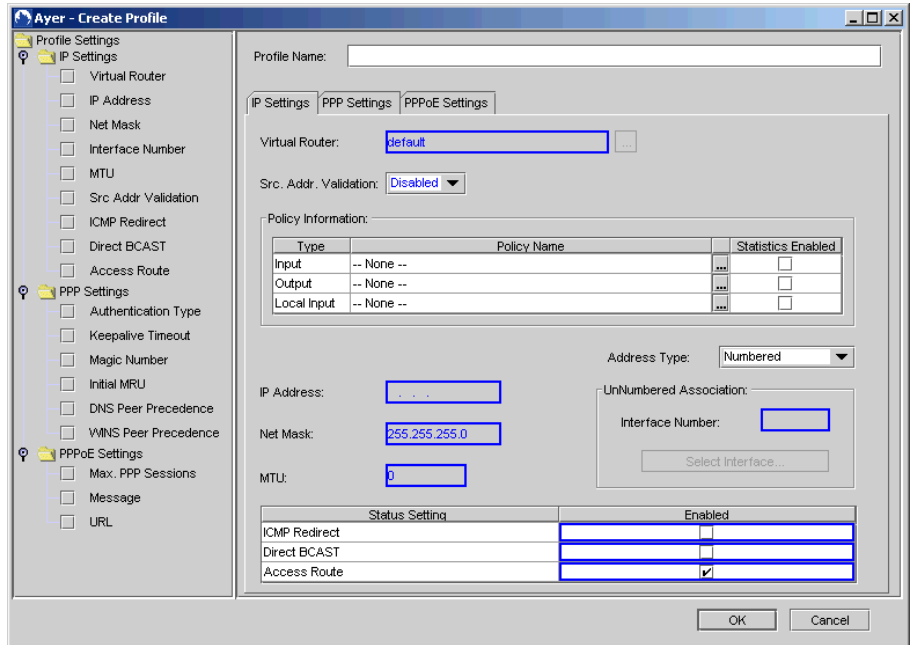 Ayer - Create Profile
Profile Settings
IP Settings
Virtual Router
IP Address
Net Mask
Interface Number
MTU
Src Addr Validation
ICMP Redirect
Direct BCAST
Access Route
PPP Settings
Authentication Type
Keepalive Timeout
Magic Number
Initial MRU
DNS Peer Precedence
WINS Peer Precedence
PPPoE Settings
Max. PPP Sessions
Message
URL
Profile Name:
IP Settings PPP Settings PPPoE Settings
Virtual Router: default ...
Src. Addr. Validation: Disabled
Policy Information:
Type Policy Name Statistics Enabled
Input -- None -- ...
Output -- None -- ...
Local Input -- None -- ...
Address Type: Numbered
IP Address: . . .
UnNumbered Association:
Interface Number:
Net Mask: 255.255.255.0
Select Interface...
MTU: 0
Status Setting Enabled
ICMP Redirect
Direct BCAST
Access Route
OK Cancel